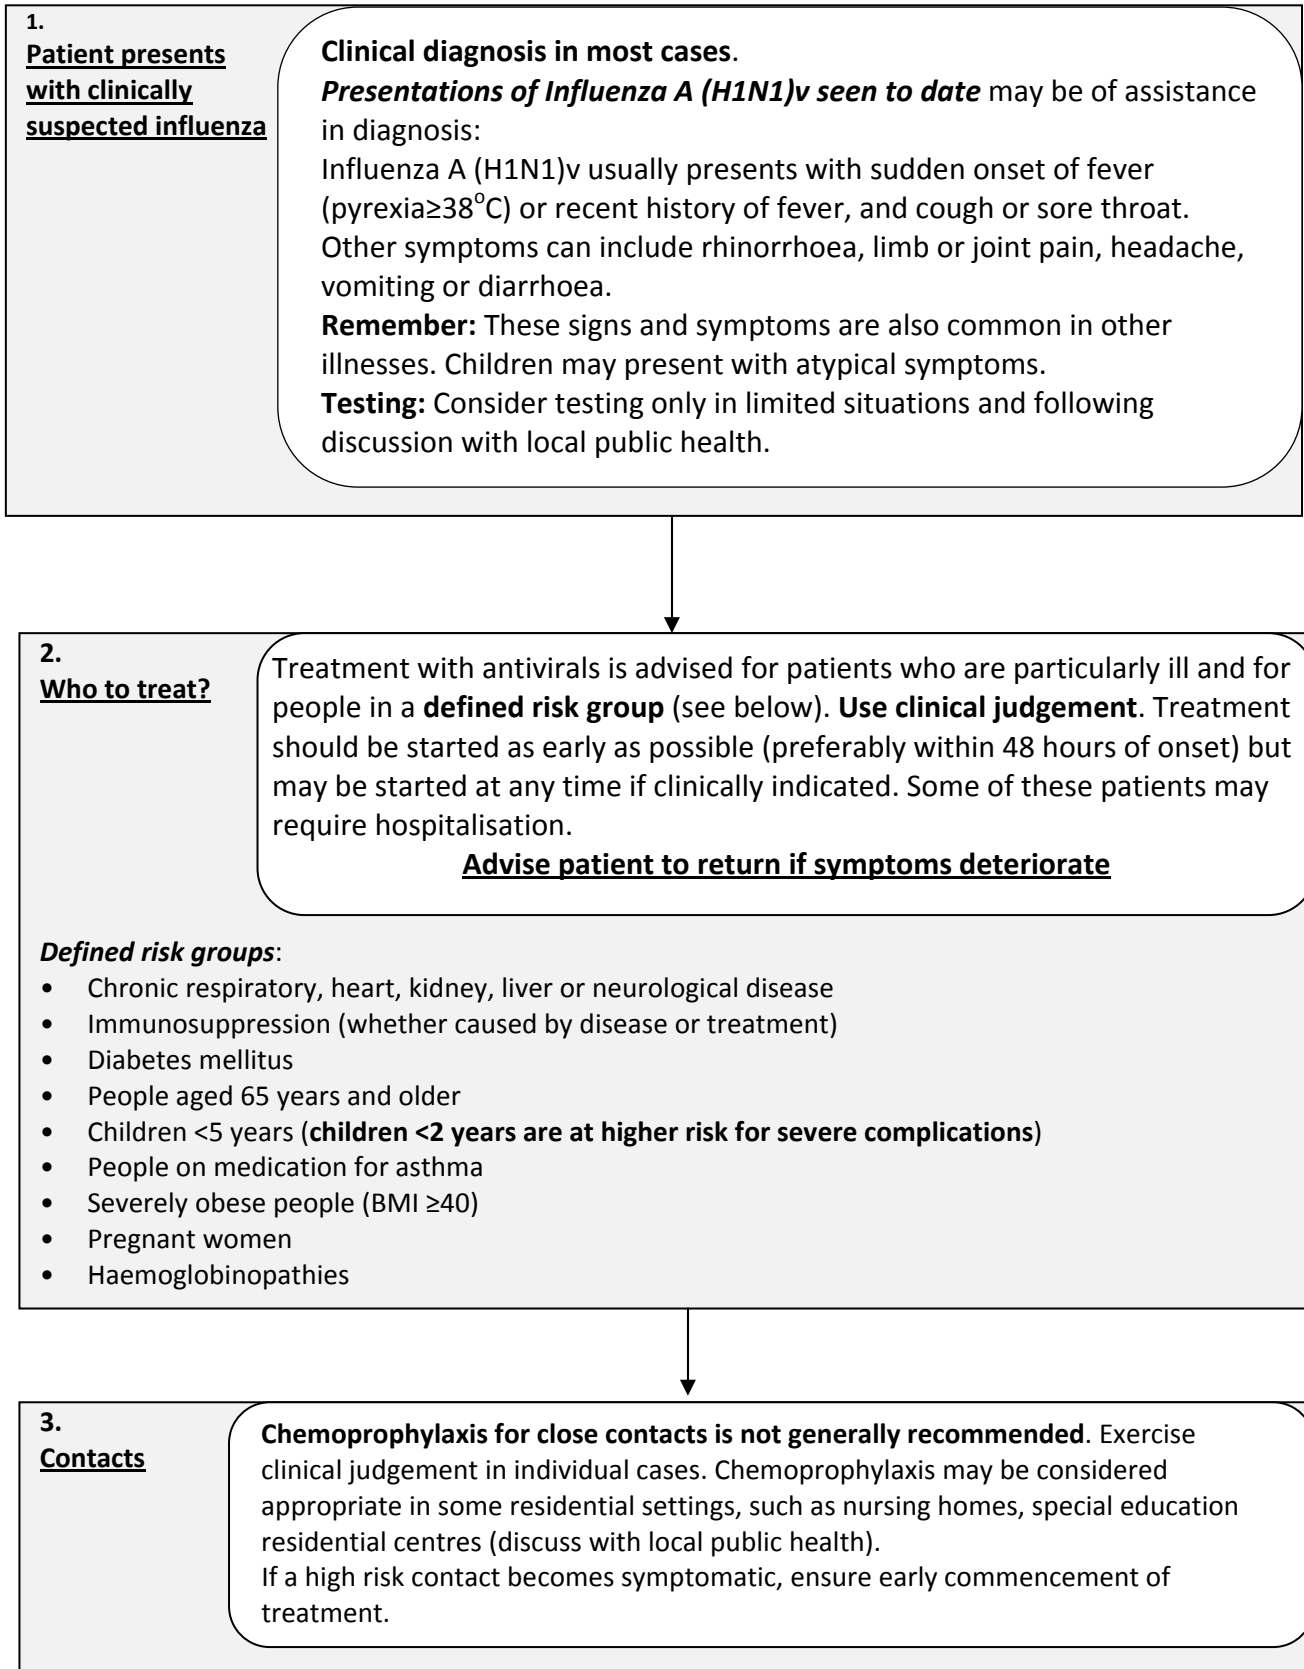 1.
Patient presents
with clinically
suspected influenza
Clinical diagnosis in most cases.
Presentations of Influenza A (H1N1)v seen to date may be of assistance
in diagnosis:
Influenza A (H1N1)v usually presents with sudden onset of fever
(pyrexia≥38°C) or recent history of fever, and cough or sore throat.
Other symptoms can include rhinorrhoea, limb or joint pain, headache,
vomiting or diarrhoea.
Remember: These signs and symptoms are also common in other
illnesses. Children may present with atypical symptoms.
Testing: Consider testing only in limited situations and following
discussion with local public health.
2.
Who to treat?
Treatment with antivirals is advised for patients who are particularly ill and for
people in a defined risk group (see below). Use clinical judgement. Treatment
should be started as early as possible (preferably within 48 hours of onset) but
may be started at any time if clinically indicated. Some of these patients may
require hospitalisation.
Advise patient to return if symptoms deteriorate
Defined risk groups:
• Chronic respiratory, heart, kidney, liver or neurological disease
• Immunosuppression (whether caused by disease or treatment)
• Diabetes mellitus
• People aged 65 years and older
• Children <5 years (children <2 years are at higher risk for severe complications)
• People on medication for asthma
• Severely obese people (BMI ≥40)
• Pregnant women
• Haemoglobinopathies
3.
Contacts
Chemoprophylaxis for close contacts is not generally recommended. Exercise
clinical judgement in individual cases. Chemoprophylaxis may be considered
appropriate in some residential settings, such as nursing homes, special education
residential centres (discuss with local public health).
If a high risk contact becomes symptomatic, ensure early commencement of
treatment.